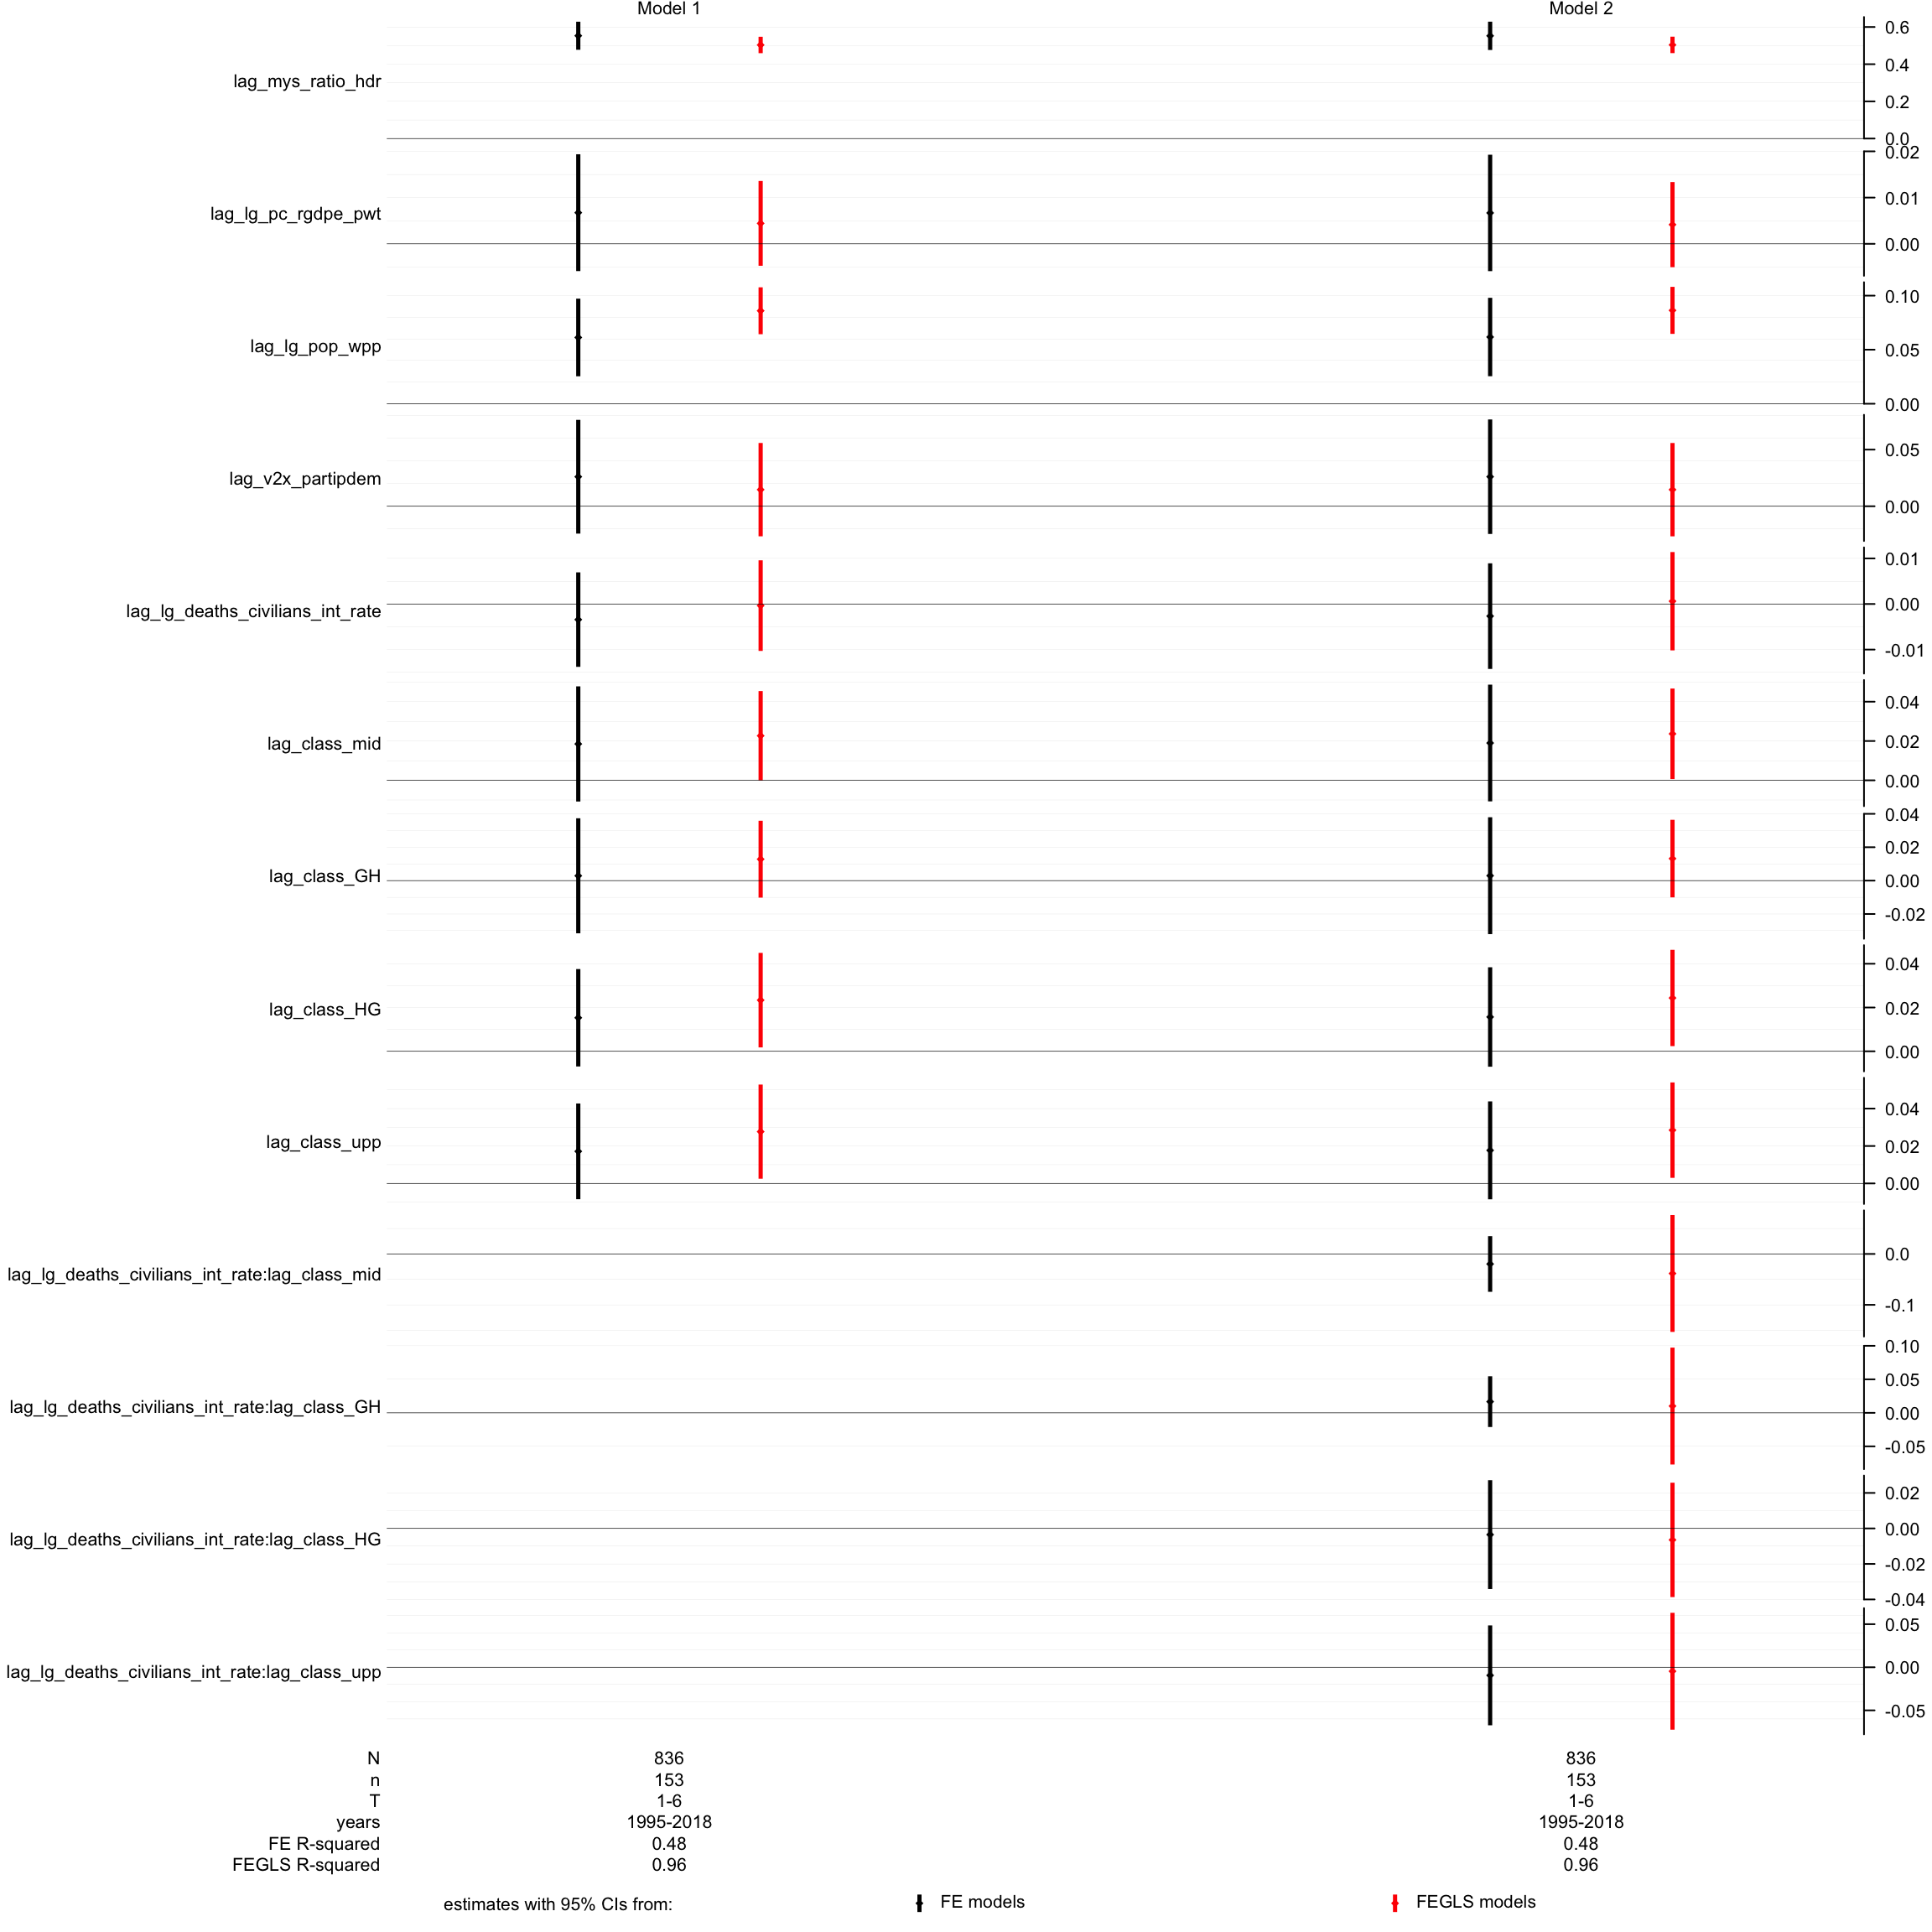 Model 1 Model 2
lag_mys_ratio_hdr
0.6
0.4
0.2
0.0
lag_lg_pc_rgdpe_pwt
0.02
0.01
0.00
lag_lg_pop_wpp
0.10
0.05
0.00
lag_v2x_partipdem
0.05
0.00
lag_lg_deaths_civilians_int_rate
0.01
0.00
-0.01
lag_class_mid
0.04
0.02
0.00
lag_class_GH
0.04
0.02
0.00
-0.02
lag_class_HG
0.04
0.02
0.00
lag_class_upp
0.04
0.02
0.00
lag_lg_deaths_civilians_int_rate:lag_class_mid
0.0
-0.1
lag_lg_deaths_civilians_int_rate:lag_class_GH
0.10
0.05
0.00
-0.05
lag_lg_deaths_civilians_int_rate:lag_class_HG
0.02
0.00
-0.02
-0.04
lag_lg_deaths_civilians_int_rate:lag_class_upp
0.05
0.00
-0.05
N 836 836
n 153 153
T 1-6 1-6
years 1995-2018 1995-2018
FE R-squared 0.48 0.48
FEGLS R-squared 0.96 0.96
estimates with 95% CIs from: FE models FEGLS models